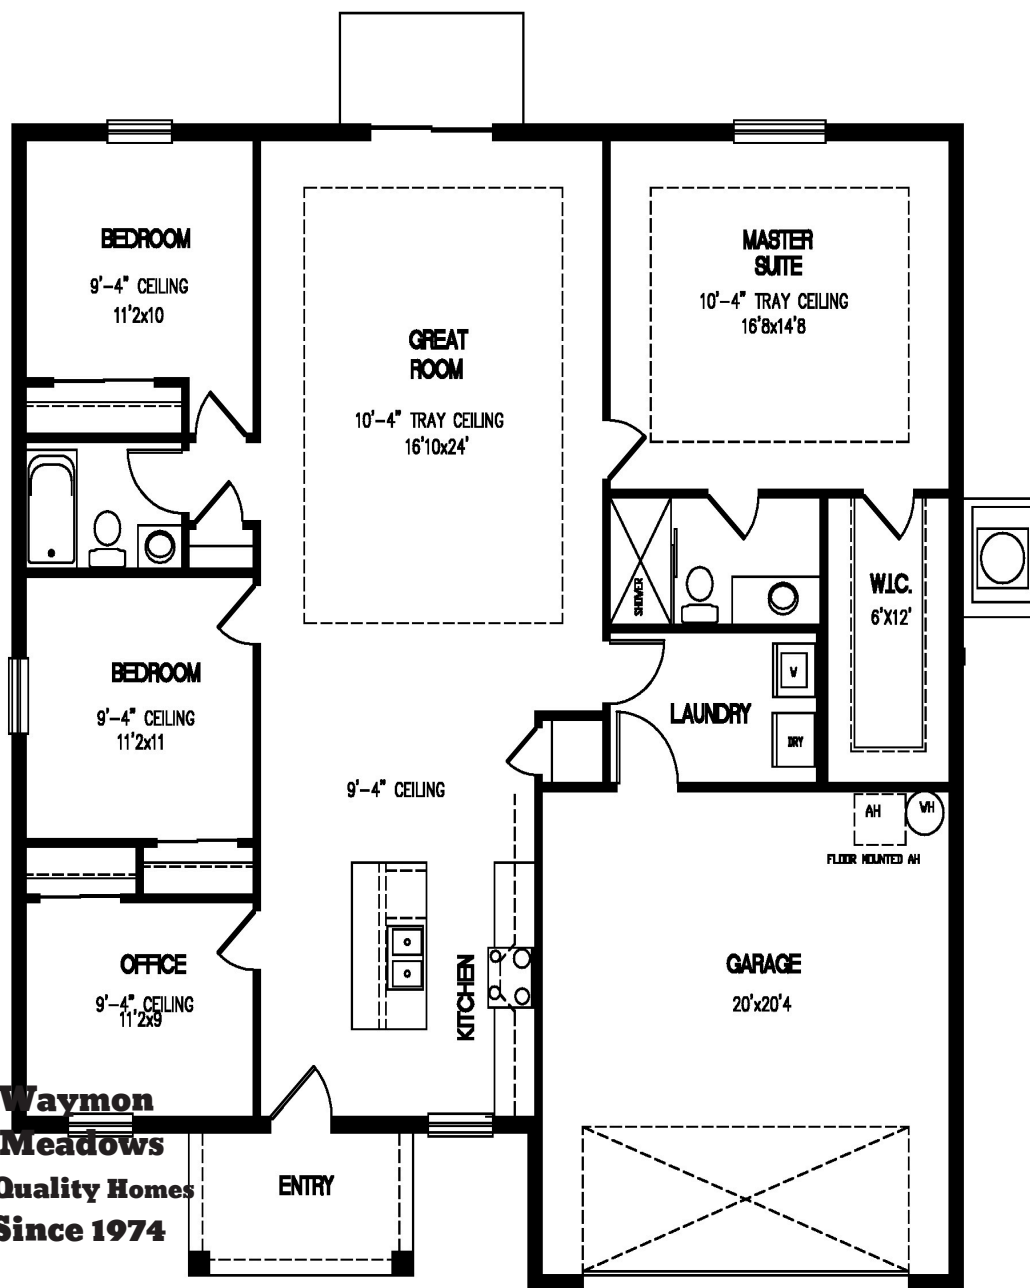 BEDROOM
9'-4" CEILING
11'2x10
GREAT
ROOM
10'-4" TRAY CEILING
16'10x24'
MASTER
SUITE
10'-4" TRAY CEILING
16'8x14'8
SHOWER
W.I.C.
6'X12'
BEDROOM
9'-4" CEILING
11'2x11
LAUNDRY
W
DRY
9'-4" CEILING
AH
WH
FLOOR MOUNTED AH
OFFICE
9'-4" CEILING
11'2x9
KITCHEN
GARAGE
20'x20'4
ENTRY
Waymon
Meadows
Quality Homes
Since 1974